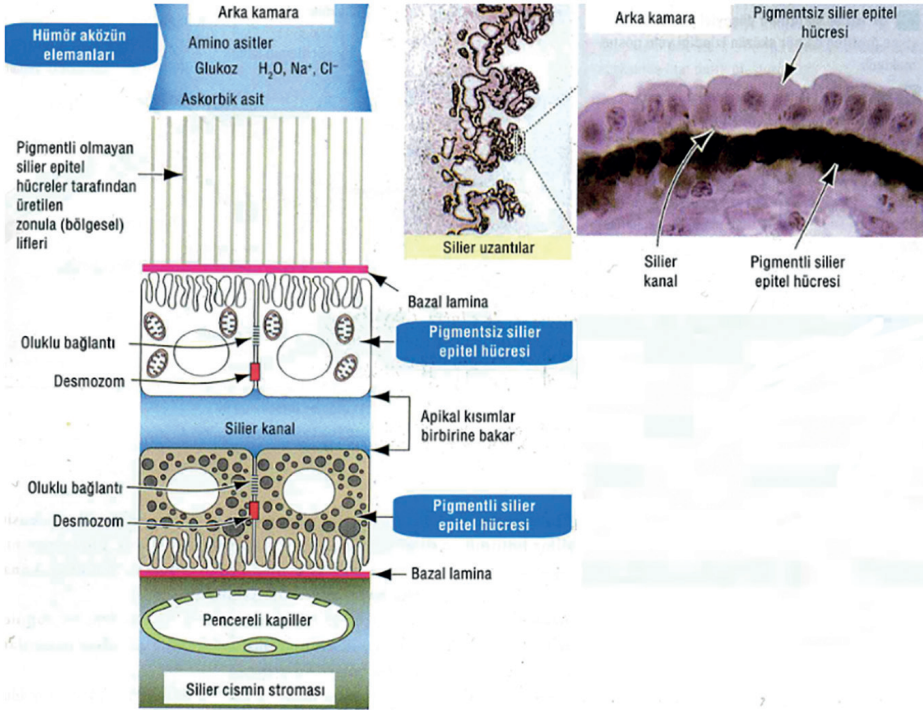 Arka kamara
Hümör aközün
elemanları
Amino asitler
Glukoz H₂O, Na⁺, Cl⁻
Askorbik asit
Pigmentli olmayan
silier epitel
hücreler tarafından
üretilen
zonula (bölgesel)
lifleri
Bazal lamina
Oluklu bağlantı
Pigmentsiz silier
epitel hücresi
Desmozom
Apikal kısımlar
birbirine bakar
Silier kanal
Oluklu bağlantı
Pigmentli silier
epitel hücresi
Desmozom
Bazal lamina
Pencereli kapiller
Silier cismin stroması
Silier uzantılar
Arka kamara
Pigmentsiz silier epitel
hücresi
Silier
kanal
Pigmentli silier
epitel hücresi